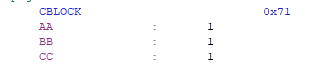 CBLOCK 0x71
AA : 1
BB : 1
CC : 1